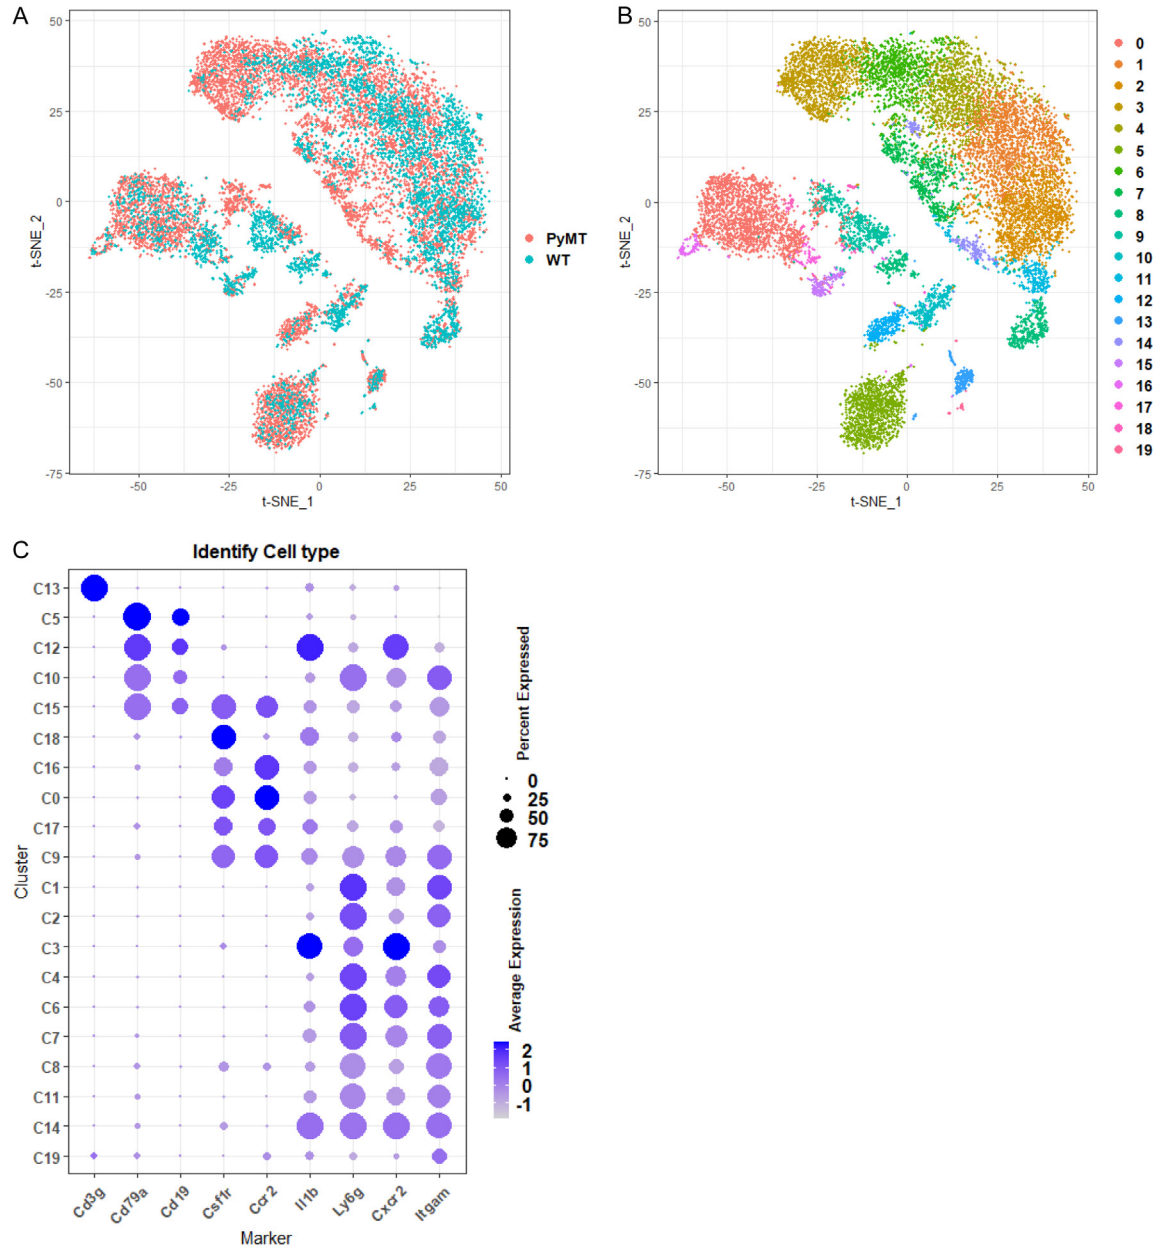 A
50
25
0
-25
-50
-75
-50
-25
0
25
50
t-SNE_1
t-SNE_2
PyMT
WT
B
50
25
0
-25
-50
-75
-50
-25
0
25
50
t-SNE_1
t-SNE_2
0
1
2
3
4
5
6
7
8
9
10
11
12
13
14
15
16
17
18
19
C
Identify Cell type
C13
C5
C12
C10
C15
C18
C16
C0
C17
C9
C1
C2
C3
C4
C6
C7
C8
C11
C14
C19
Cluster
Cd3g
Cd79a
Cd19
Csf1r
Ccr2
Il1b
Ly6g
Cxcr2
Itgam
Marker
Percent Expressed
0
25
50
75
Average Expression
2
1
0
-1